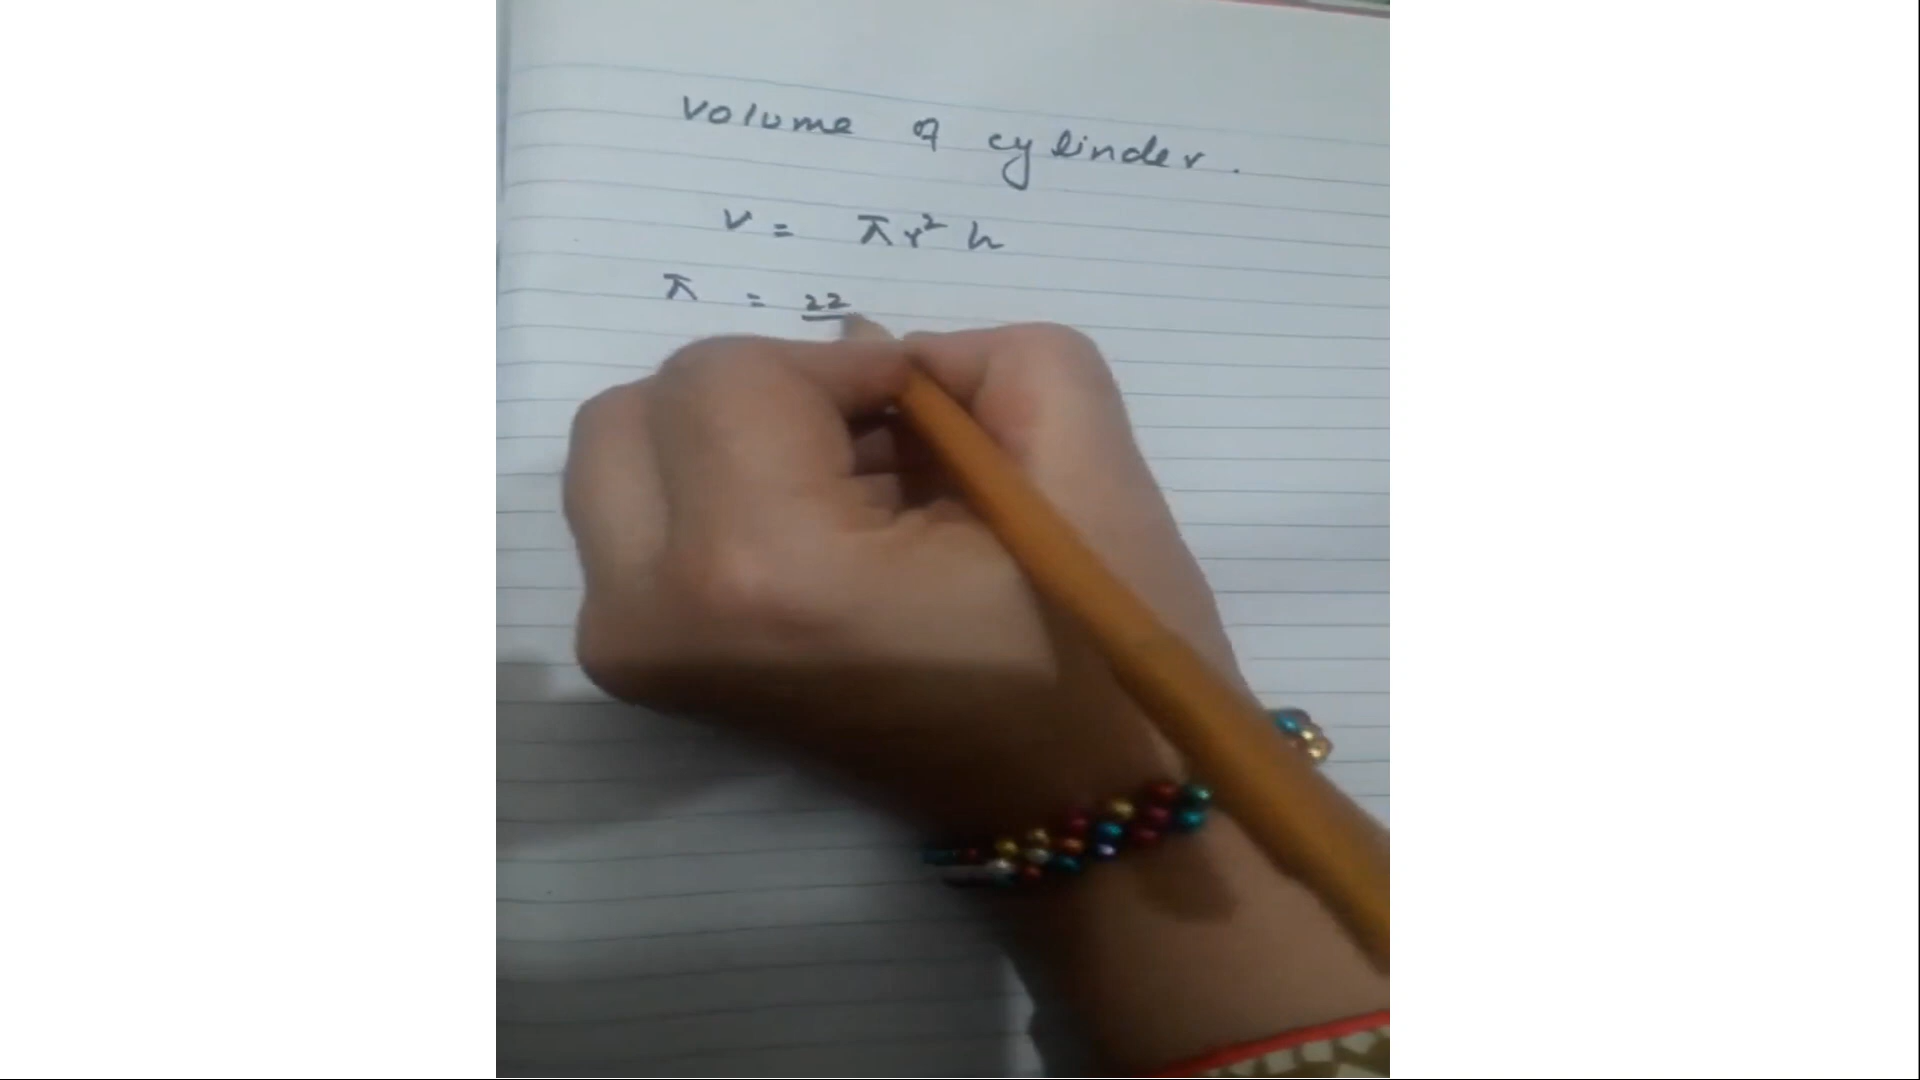 Volume of cylinder.
V = πr² h
π = 22